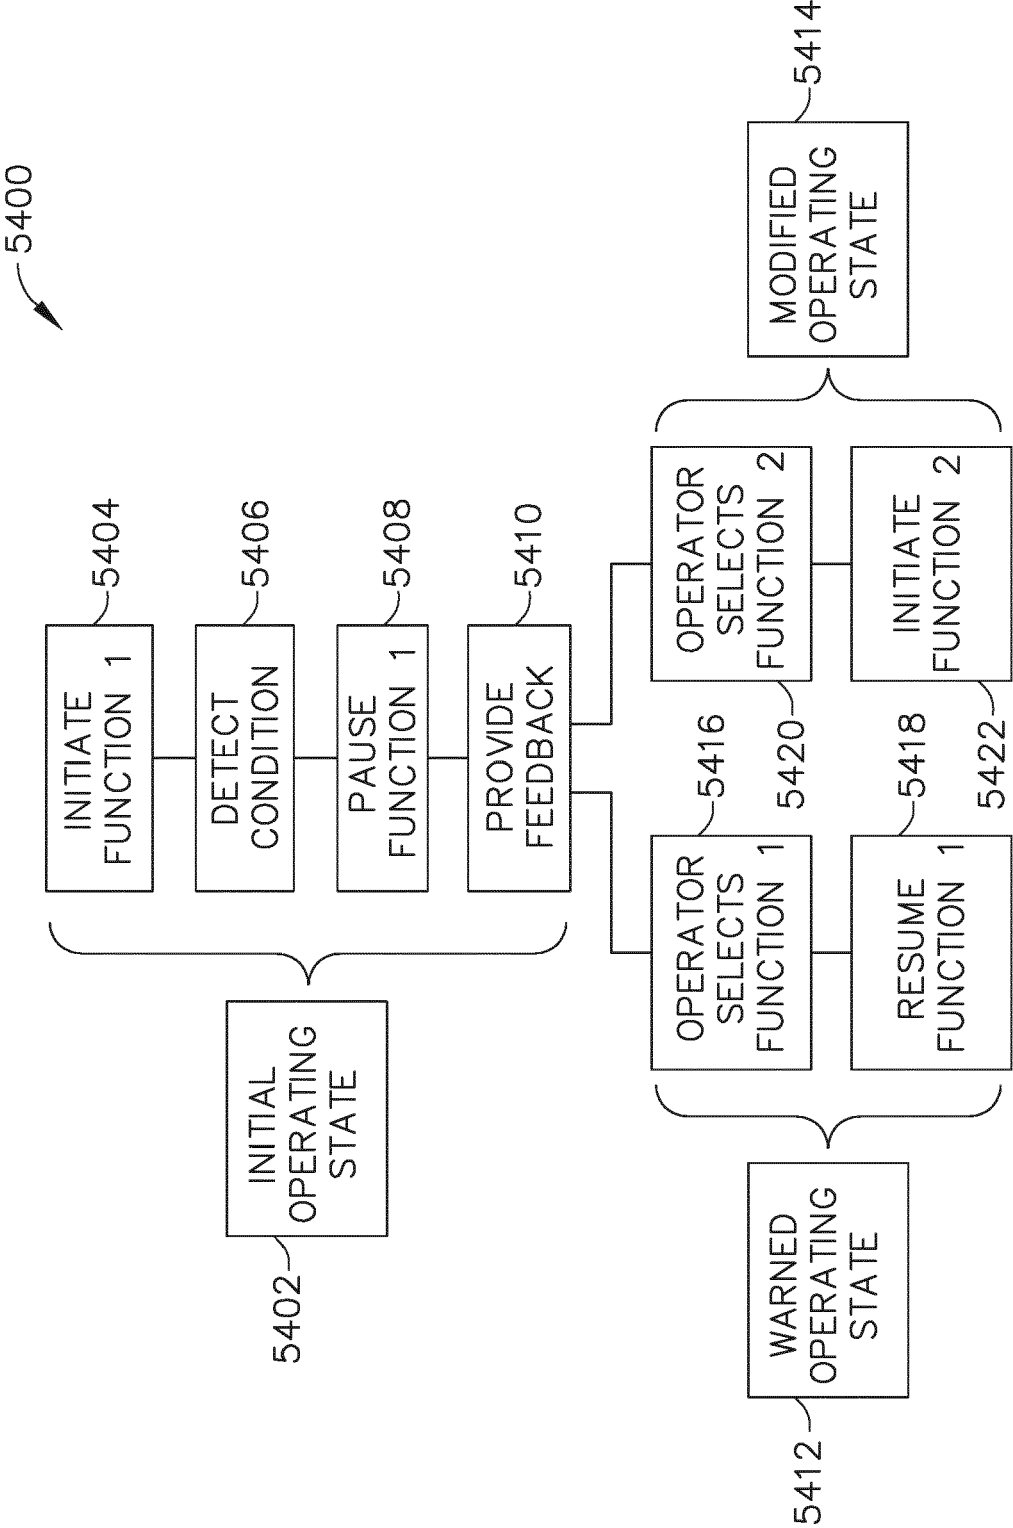 5400
INITIATE
FUNCTION 1
5404
DETECT
CONDITION
5406
PAUSE
FUNCTION 1
5408
PROVIDE
FEEDBACK
5410
INITIAL
OPERATING
STATE
5402
OPERATOR
SELECTS
FUNCTION 1
5416
RESUME
FUNCTION 1
5418
WARNED
OPERATING
STATE
5412
OPERATOR
SELECTS
FUNCTION 2
5420
INITIATE
FUNCTION 2
5422
MODIFIED
OPERATING
STATE
5414